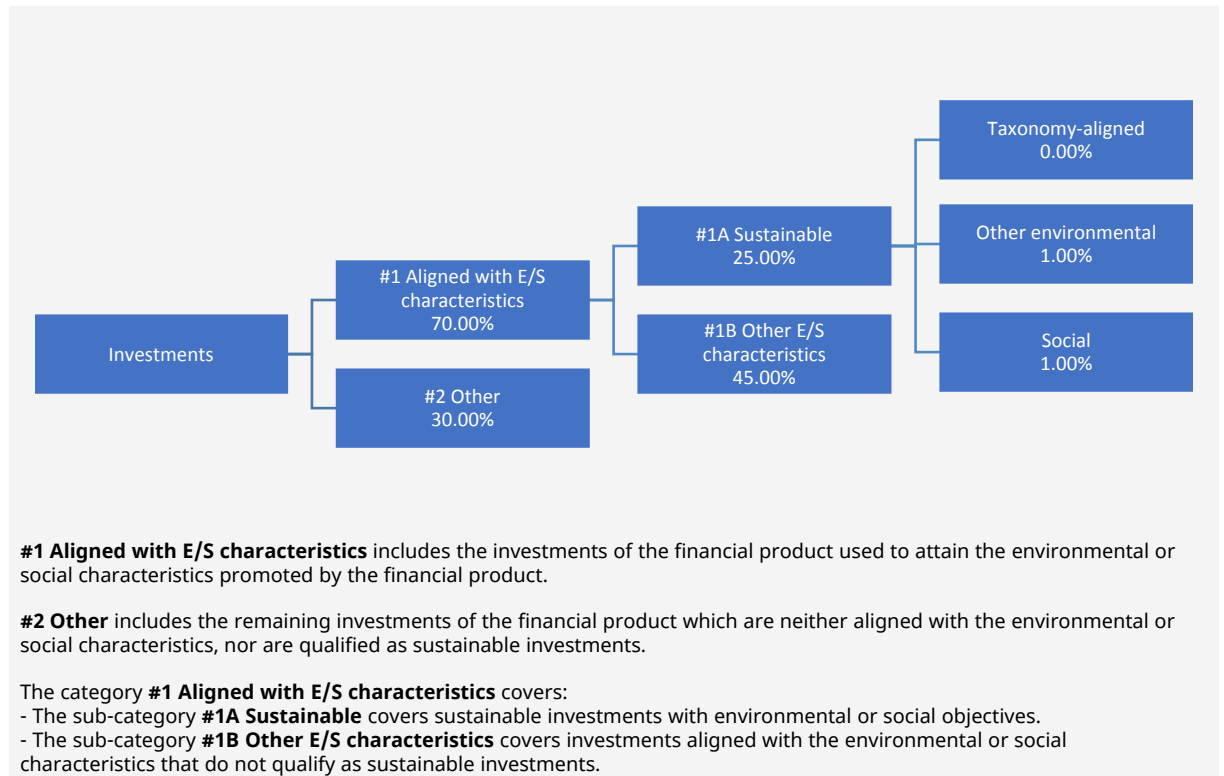 Investments
#1 Aligned with E/S
characteristics
70.00%
#2 Other
30.00%
#1A Sustainable
25.00%
#1B Other E/S
characteristics
45.00%
Taxonomy-aligned
0.00%
Other environmental
1.00%
Social
1.00%
#1 Aligned with E/S characteristics includes the investments of the financial product used to attain the environmental or
social characteristics promoted by the financial product.
#2 Other includes the remaining investments of the financial product which are neither aligned with the environmental or
social characteristics, nor are qualified as sustainable investments.
The category #1 Aligned with E/S characteristics covers:
- The sub-category #1A Sustainable covers sustainable investments with environmental or social objectives.
- The sub-category #1B Other E/S characteristics covers investments aligned with the environmental or social
characteristics that do not qualify as sustainable investments.